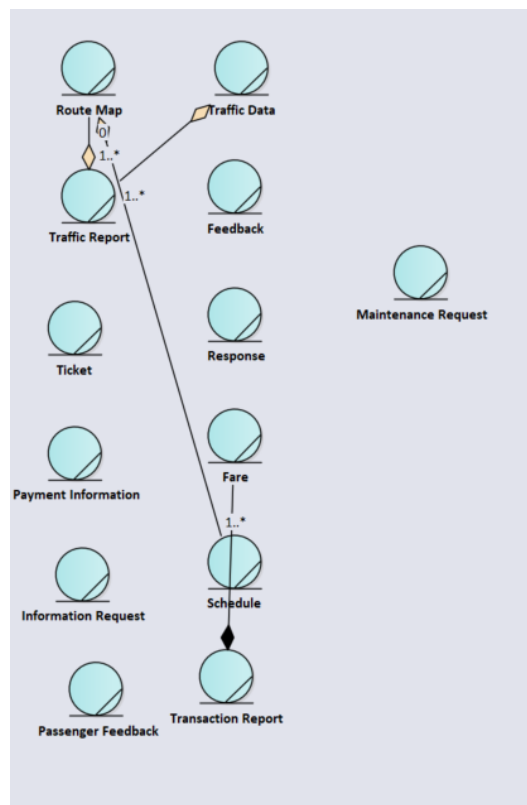 Route Map
Traffic Data
0
1..*
1..*
Traffic Report
Feedback
Maintenance Request
Ticket
Response
Fare
Payment Information
1..*
Information Request
Schedule
Passenger Feedback
Transaction Report